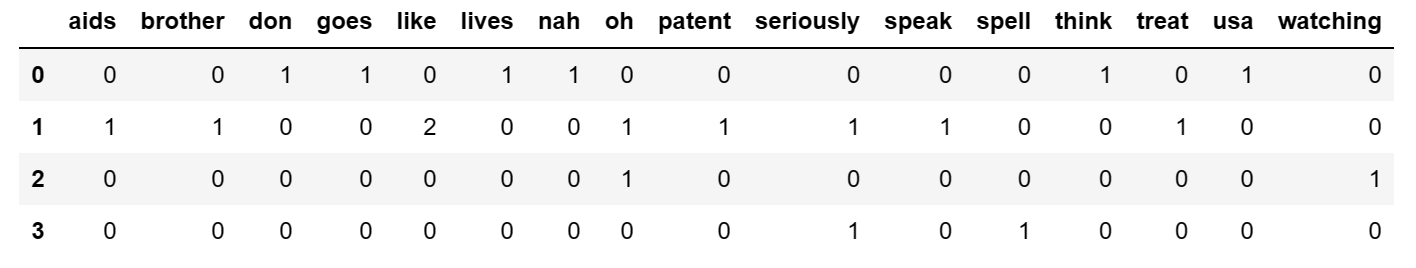 aids brother don goes like lives nah oh patent seriously speak spell think treat usa watching
0 0 0 1 1 0 1 1 0 0 0 0 0 1 0 1 0
1 1 1 0 0 2 0 0 1 1 1 1 0 0 1 0 0
2 0 0 0 0 0 0 0 1 0 0 0 0 0 0 0 1
3 0 0 0 0 0 0 0 0 0 1 0 1 0 0 0 0